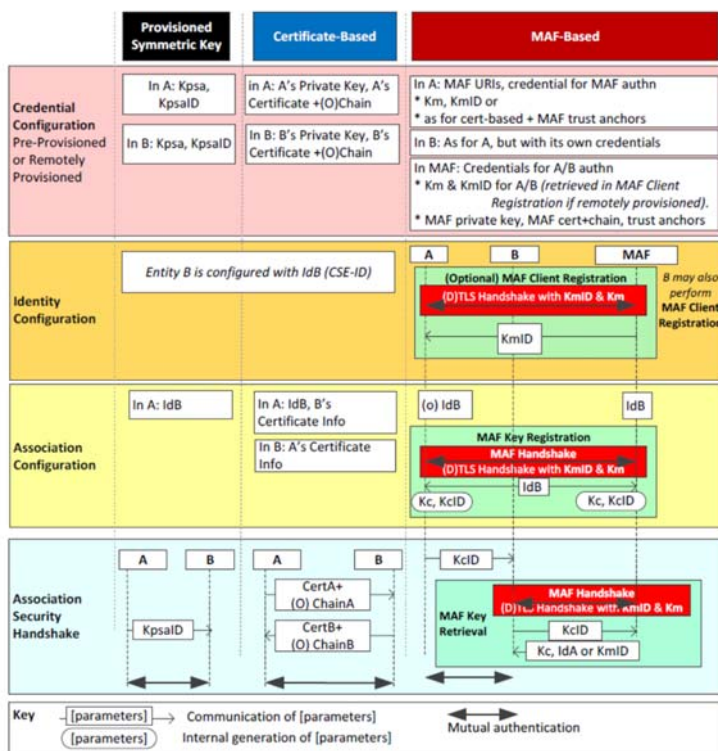 Provisioned
Symmetric Key
Certificate-Based
MAF-Based
Credential
Configuration
Pre-Provisioned
or Remotely
Provisioned
In A: Kpsa,
KpsaID
In B: Kpsa, KpsaID
in A: A's Private Key, A's
Certificate +(O)Chain
In B: B's Private Key, B's
Certificate +(O)Chain
In A: MAF URIs, credential for MAF authn
* Km, KmID or
* as for cert-based + MAF trust anchors
In B: As for A, but with its own credentials
In MAF: Credentials for A/B authn
* Km & KmID for A/B (retrieved in MAF Client
Registration if remotely provisioned).
* MAF private key, MAF cert+chain, trust anchors
Identity
Configuration
Entity B is configured with IdB (CSE-ID)
A
B
MAF
(Optional) MAF Client Registration
(D)TLS Handshake with KmID & Km
KmID
B may also
perform
MAF Client
Registration
Association
Configuration
In A: IdB
In A: IdB, B's
Certificate Info
In B: A's Certificate
Info
(o) IdB
IdB
MAF Key Registration
MAF Handshake
(D)TLS Handshake with KmID & Km
IdB
Kc, KcID
Kc, KcID
Association
Security
Handshake
A
B
KpsaID
A
B
CertA+
(O) ChainA
CertB+
(O) ChainB
KcID
MAF Handshake
(D)TLS Handshake with KmID & Km
MAF Key
Retrieval
KcID
Kc, IdA or KmID
Key
[parameters]
Communication of [parameters]
[parameters]
Internal generation of [parameters]
Mutual authentication